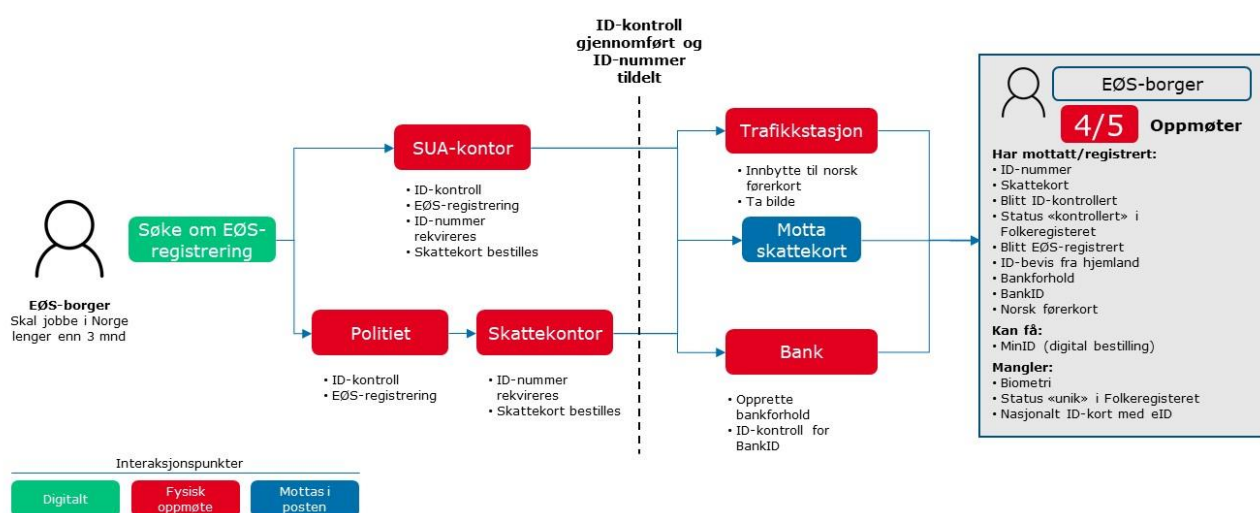 ID-kontroll
gjennomført og
ID-nummer
tildelt
EØS-borger
Skal jobbe i Norge
lenger enn 3 mnd
Søke om EØS-
registrering
SUA-kontor
• ID-kontroll
• EØS-registrering
• ID-nummer
rekvireres
• Skattekort bestilles
Politiet
• ID-kontroll
• EØS-registrering
Skattekontor
• ID-nummer
rekvireres
• Skattekort bestilles
Trafikkstasjon
• Innbytte til norsk
førerkort
• Ta bilde
Motta
skattekort
Bank
• Opprette
bankforhold
• ID-kontroll for
BankID
EØS-borger
4/5 Oppmøter
Har mottatt/registrert:
• ID-nummer
• Skattekort
• Blitt ID-kontrollert
• Status «kontrollert» i
Folkeregisteret
• Blitt EØS-registrert
• ID-bevis fra hjemland
• Bankforhold
• BankID
• Norsk førerkort
Kan få:
• MinID (digital bestilling)
Mangler:
• Biometri
• Status «unik» i Folkeregisteret
• Nasjonalt ID-kort med eID
Interaksjonspunkter
Digitalt
Fysisk
oppmøte
Mottas i
posten